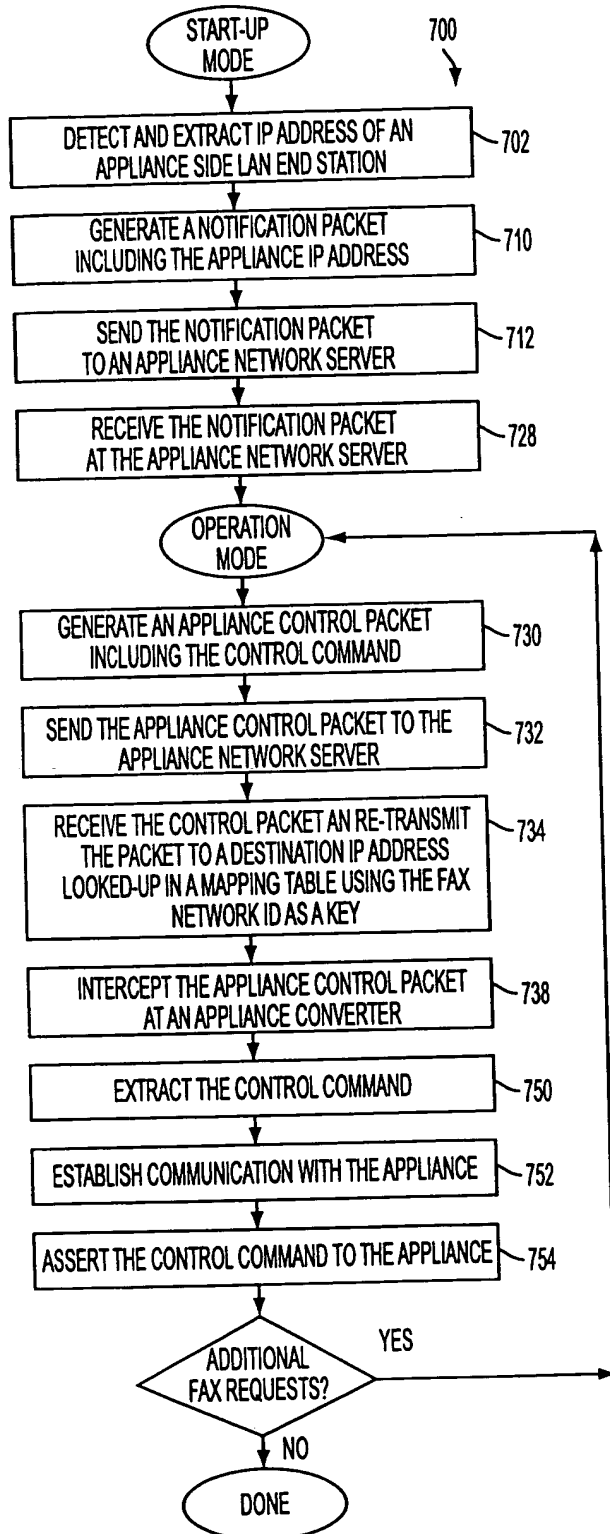 START-UP
MODE
700
DETECT AND EXTRACT IP ADDRESS OF AN
APPLIANCE SIDE LAN END STATION
702
GENERATE A NOTIFICATION PACKET
INCLUDING THE APPLIANCE IP ADDRESS
710
SEND THE NOTIFICATION PACKET
TO AN APPLIANCE NETWORK SERVER
712
RECEIVE THE NOTIFICATION PACKET
AT THE APPLIANCE NETWORK SERVER
728
OPERATION
MODE
GENERATE AN APPLIANCE CONTROL PACKET
INCLUDING THE CONTROL COMMAND
730
SEND THE APPLIANCE CONTROL PACKET TO THE
APPLIANCE NETWORK SERVER
732
RECEIVE THE CONTROL PACKET AN RE-TRANSMIT
THE PACKET TO A DESTINATION IP ADDRESS
LOOKED-UP IN A MAPPING TABLE USING THE FAX
NETWORK ID AS A KEY
734
INTERCEPT THE APPLIANCE CONTROL PACKET
AT AN APPLIANCE CONVERTER
738
EXTRACT THE CONTROL COMMAND
750
ESTABLISH COMMUNICATION WITH THE APPLIANCE
752
ASSERT THE CONTROL COMMAND TO THE APPLIANCE
754
ADDITIONAL
FAX REQUESTS?
YES
NO
DONE